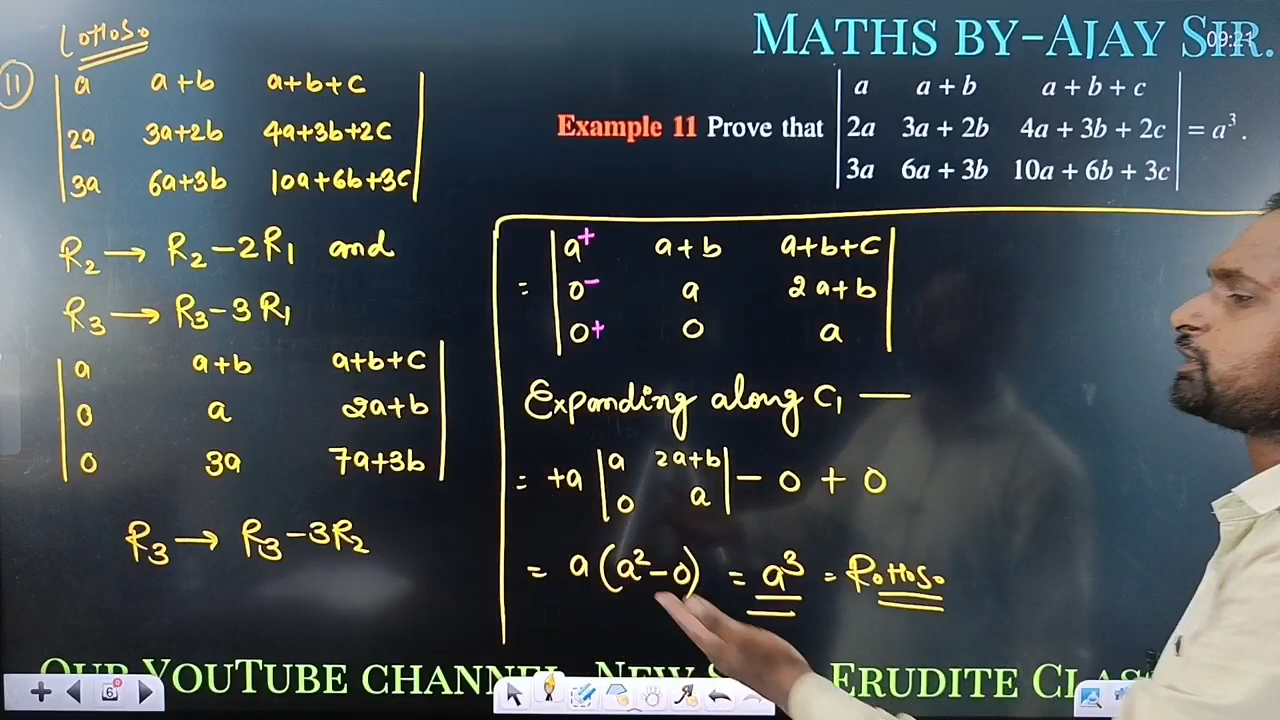 MATHS BY-AJAY SIR.
09:21
L.H.S.
11
a a+b a+b+c
2a 3a+2b 4a+3b+2c
3a 6a+3b 10a+6b+3c
Example 11 Prove that
a a + b a + b + c
2a 3a + 2b 4a + 3b + 2c = a³.
3a 6a + 3b 10a + 6b + 3c
R₂ → R₂-2R₁ and
R₃ → R₃-3R₁
a a+b a+b+c
0 a 2a+b
0 3a 7a+3b
R₃ → R₃-3R₂
a+ a+b a+b+c
= 0- a 2a+b
0+ 0 a
Expanding along C₁ —
= +a | a 2a+b | - 0 + 0
0 a
= a(a²-0) = a³ = R.H.S.
OUR YOUTUBE CHANNEL ERUDITE
6